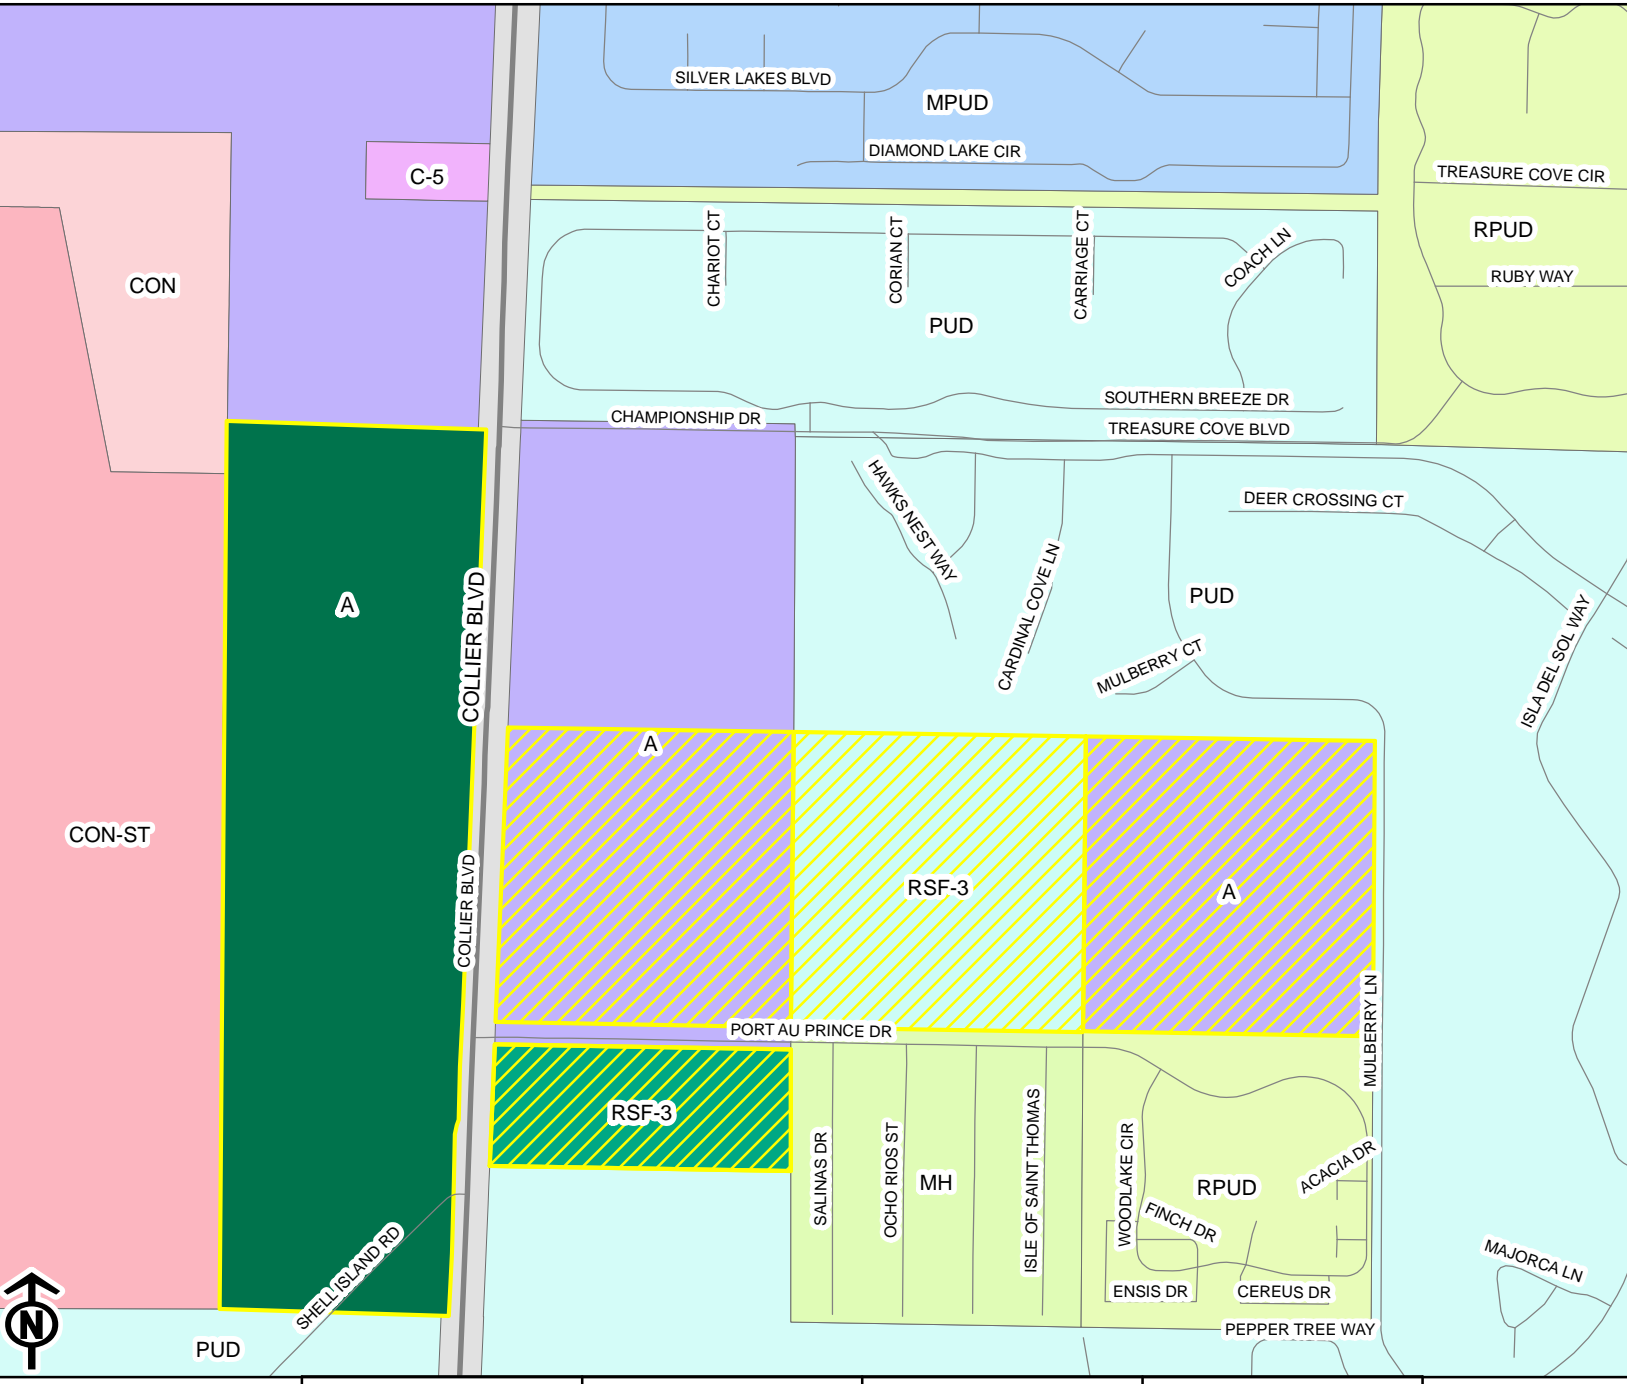 SILVER LAKES BLVD
MPUD
DIAMOND LAKE CIR
C-5
TREASURE COVE CIR
RPUD
CHARIOT CT
CORIAN CT
CARRIAGE CT
COACH LN
CON
RUBY WAY
PUD
SOUTHERN BREEZE DR
CHAMPIONSHIP DR
TREASURE COVE BLVD
HAWKS NEST WAY
DEER CROSSING CT
CARDINAL COVE LN
A
COLLIER BLVD
PUD
MULBERRY CT
ISLA DEL SOL WAY
A
CON-ST
COLLIER BLVD
RSF-3
A
MULBERRY LN
PORT AU PRINCE DR
RSF-3
SALINAS DR
OCHO RIOS ST
MH
ISLE OF SAINT THOMAS
WOODLAKE CIR
RPUD
ACACIA DR
FINCH DR
SHELL ISLAND RD
MAJORCA LN
ENSIS DR
CEREUS DR
N
PUD
PEPPER TREE WAY